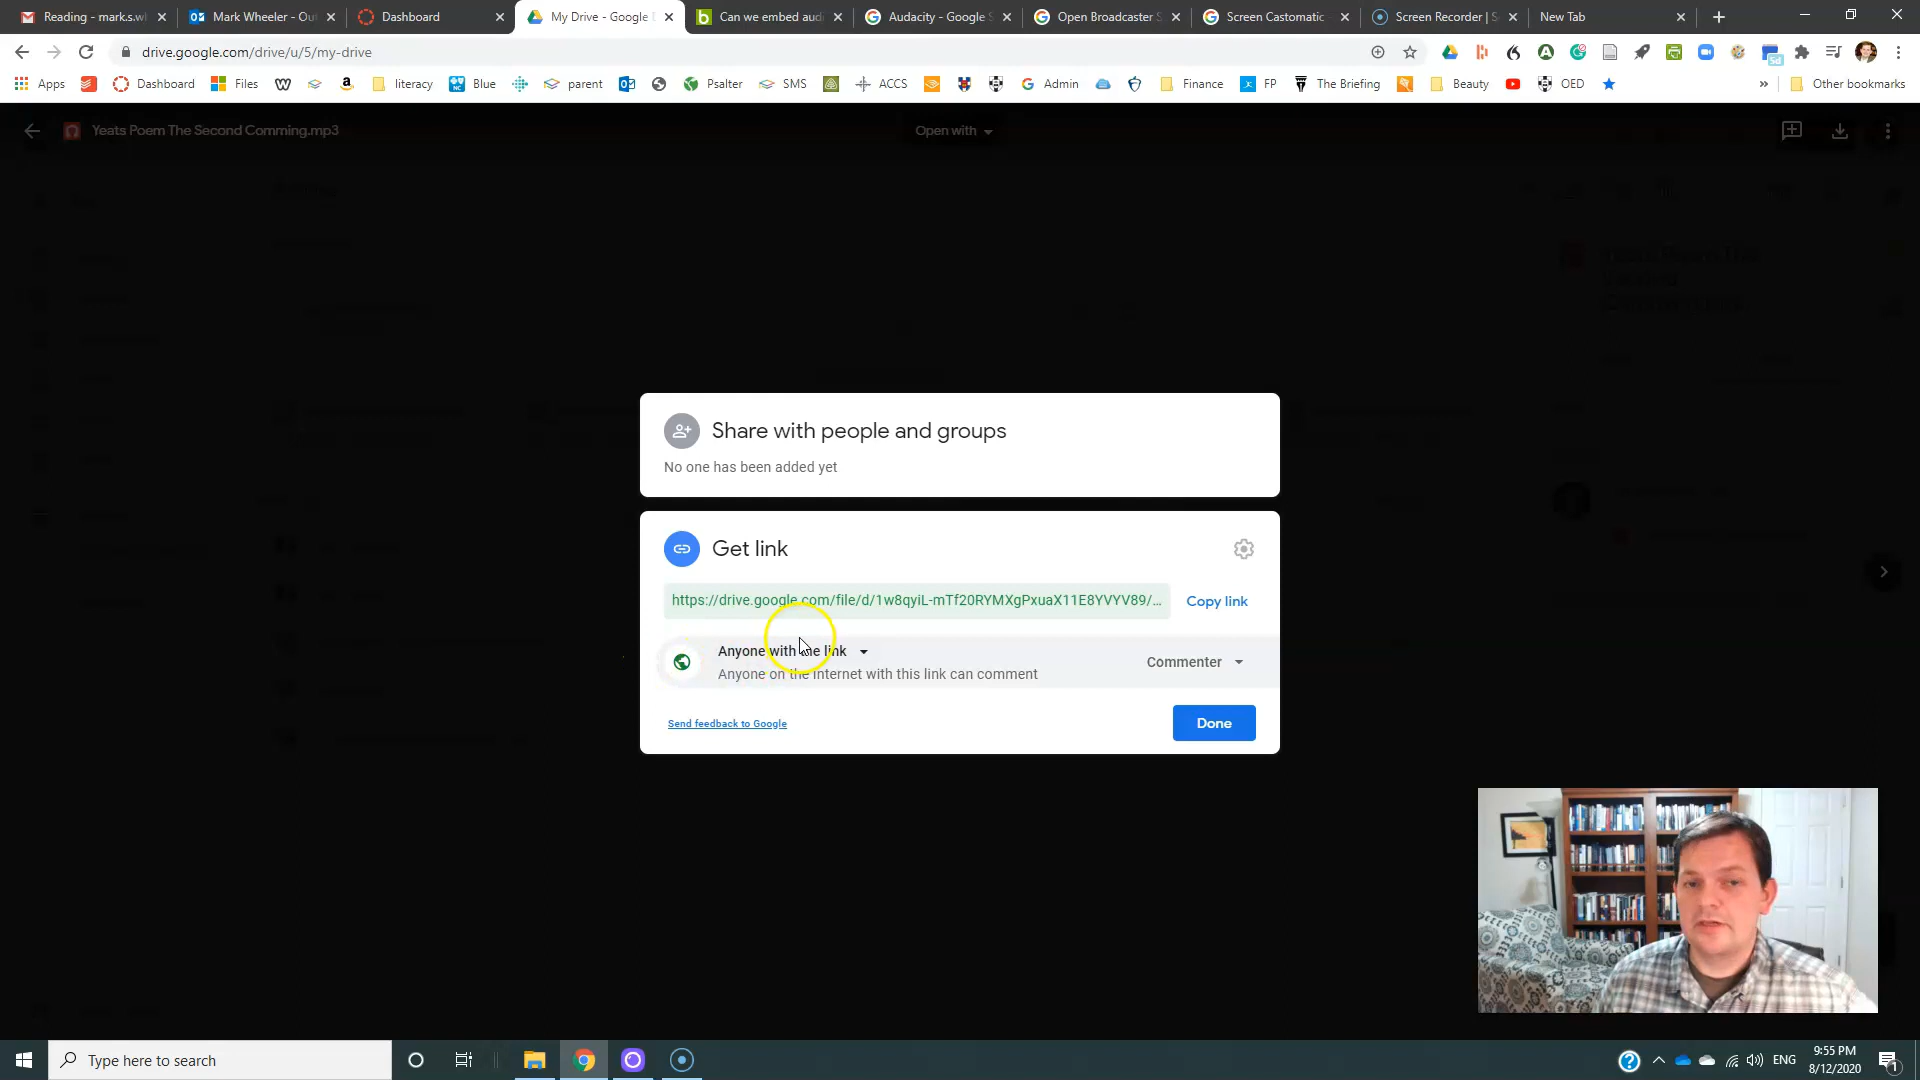 Reading - mark.s.w
Mark Wheeler - Ou
Dashboard
My Drive - Google
Can we embed aud
Audacity - Google S
Open Broadcaster S
Screen Castomatic
Screen Recorder | S
New Tab
drive.google.com/drive/u/5/my-drive
Apps
Dashboard
Files
literacy
Blue
parent
Psalter
SMS
ACCS
Admin
Finance
FP
The Briefing
Beauty
OED
Other bookmarks
Yeats Poem The Second Comming.mp3
Open with
Share with people and groups
No one has been added yet
Get link
https://drive.google.com/file/d/1w8qyiL-mTf20RYMXgPxuaX11E8YVYV89/...
Copy link
Anyone with the link
Anyone on the internet with this link can comment
Commenter
Send feedback to Google
Done
Type here to search
ENG
9:55 PM
8/12/2020